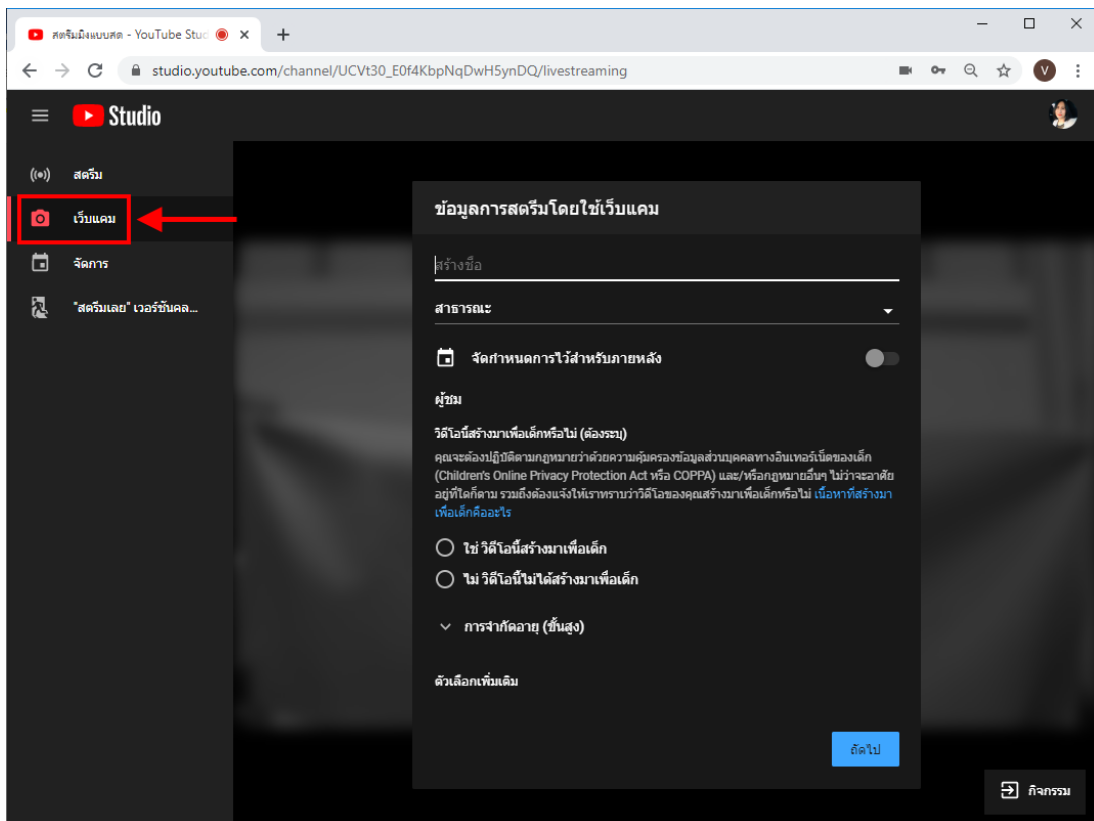 สตรีมมิงแบบสด - YouTube Stud
studio.youtube.com/channel/UCVt30_E0f4KbpNqDwH5ynDQ/livestreaming
V
Studio
สตรีม
เว็บแคม
จัดการ
"สตรีมเลย" เวอร์ชันคล...
ข้อมูลการสตรีมโดยใช้เว็บแคม
สร้างชื่อ
สาธารณะ
จัดกำหนดการไว้สำหรับภายหลัง
ผู้ชม
วิดีโอนี้สร้างมาเพื่อเด็กหรือไม่ (ต้องระบุ)
คุณจะต้องปฏิบัติตามกฎหมายว่าด้วยความคุ้มครองข้อมูลส่วนบุคคลทางอินเทอร์เน็ตของเด็ก
(Children's Online Privacy Protection Act หรือ COPPA) และ/หรือกฎหมายอื่นๆ ไม่ว่าจะอาศัย
อยู่ที่ใดก็ตาม รวมถึงต้องแจ้งให้เราทราบว่าวิดีโอของคุณสร้างมาเพื่อเด็กหรือไม่ เนื้อหาที่สร้างมา
เพื่อเด็กคืออะไร
ใช่ วิดีโอนี้สร้างมาเพื่อเด็ก
ไม่ วิดีโอนี้ไม่ได้สร้างมาเพื่อเด็ก
การจำกัดอายุ (ขั้นสูง)
ตัวเลือกเพิ่มเติม
ถัดไป
กิจกรรม